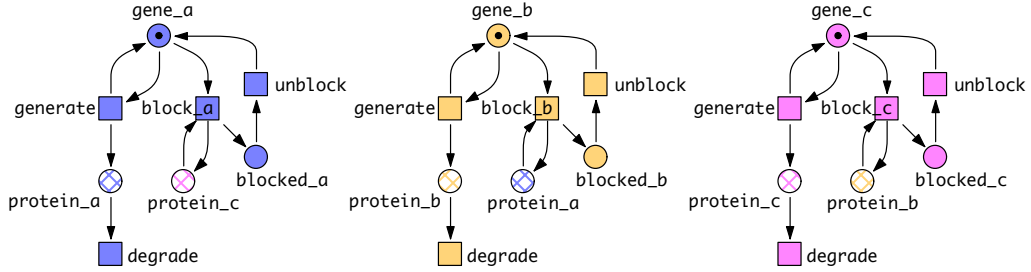 gene_a
gene_b
gene_c
unblock
unblock
unblock
generate
block_a
generate
block_b
generate
block_c
blocked_a
blocked_b
blocked_c
protein_a
protein_c
protein_b
protein_a
protein_c
protein_b
degrade
degrade
degrade